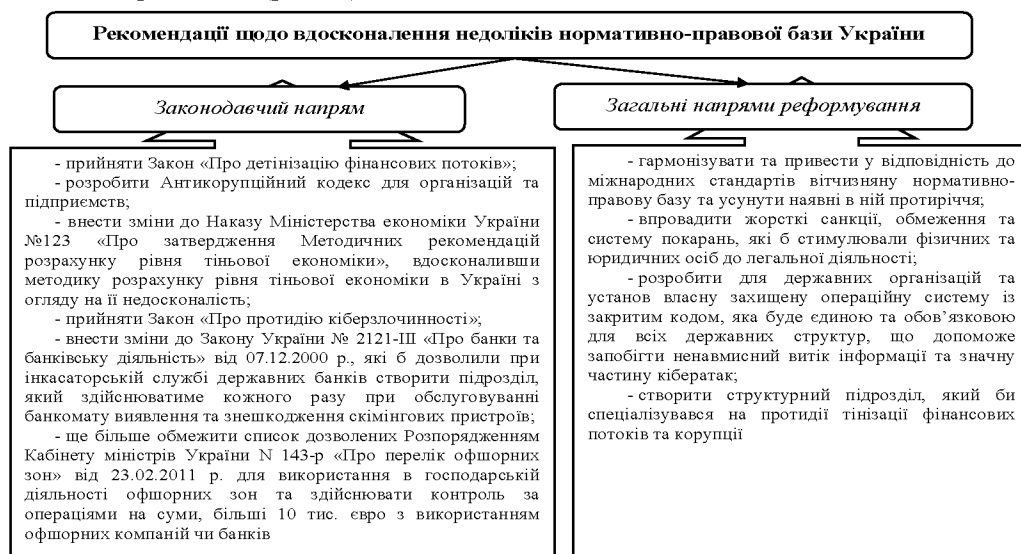 Рекомендації щодо вдосконалення недоліків нормативно-правової бази України
Законодавчий напрям
- прийняти Закон «Про детінізацію фінансових потоків»;
- розробити Антикорупційний кодекс для організацій та
підприємств;
- внести зміни до Наказу Міністерства економіки України
№123 «Про затвердження Методичних рекомендацій
розрахунку рівня тіньової економіки», вдосконаливши
методику розрахунку рівня тіньової економіки в Україні з
огляду на її недосконалість;
- прийняти Закон «Про протидію кіберзлочинності»;
- внести зміни до Закону України № 2121-III «Про банки та
банківську діяльність» від 07.12.2000 р., які б дозволили при
інкасаторській службі державних банків створити підрозділ,
який здійснюватиме кожного разу при обслуговуванні
банкомату виявлення та знешкодження скімінгових пристроїв;
- ще більше обмежити список дозволених Розпорядженням
Кабінету міністрів України N 143-р «Про перелік офшорних
зон» від 23.02.2011 р. для використання в господарській
діяльності офшорних зон та здійснювати контроль за
операціями на суми, більші 10 тис. євро з використанням
офшорних компаній чи банків
Загальні напрями реформування
- гармонізувати та привести у відповідність до
міжнародних стандартів вітчизняну нормативно-
правову базу та усунути наявні в ній протиріччя;
- впровадити жорсткі санкції, обмеження та
систему покарань, які б стимулювали фізичних та
юридичних осіб до легальної діяльності;
- розробити для державних організацій та
установ власну захищену операційну систему із
закритим кодом, яка буде єдиною та обов’язковою
для всіх державних структур, що допоможе
запобігти ненавмисний витік інформації та значну
частину кібератак;
- створити структурний підрозділ, який би
спеціалізувався на протидії тінізації фінансових
потоків та корупції